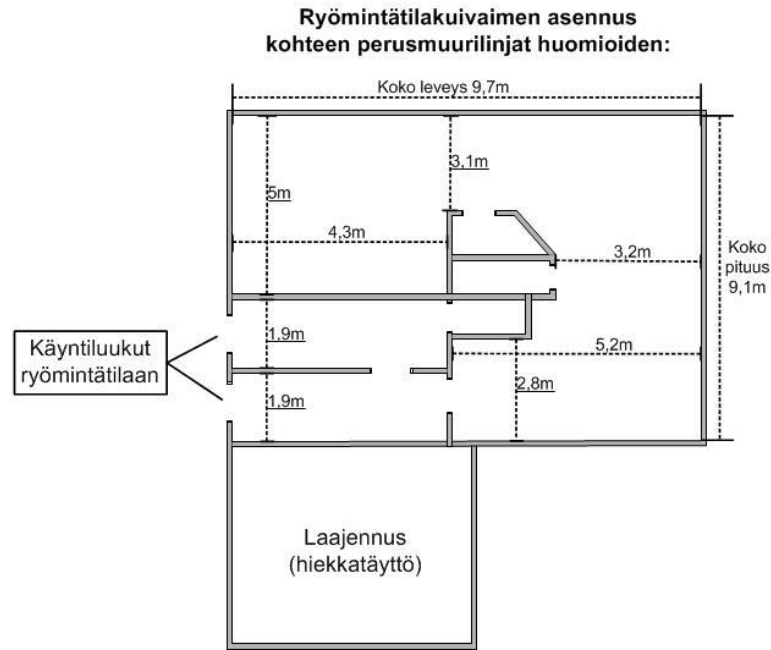 Ryömintätilakuivaimen asennus
kohteen perusmuurilinjat huomioiden:
Koko leveys 9,7m
3,1m
5m
4,3m
3,2m
Koko
pituus
9,1m
Käyntiluukut
ryömintätilaan
1,9m
5,2m
2,8m
1,9m
Laajennus
(hiekkatäyttö)